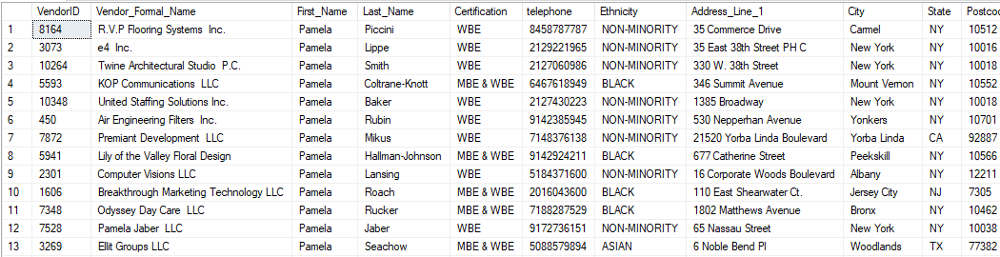 VendorID Vendor_Formal_Name First_Name Last_Name Certification telephone Ethnicity Address_Line_1 City State Postcod
1 8164 R.V.P Flooring Systems Inc. Pamela Piccini WBE 8458787787 NON-MINORITY 35 Commerce Drive Carmel NY 10512
2 3073 e4 Inc. Pamela Lippe WBE 2129221965 NON-MINORITY 35 East 38th Street PH C New York NY 10016
3 10264 Twine Architectural Studio P.C. Pamela Smith WBE 2127060986 NON-MINORITY 330 W. 38th Street New York NY 10018
4 5593 KOP Communications LLC Pamela Coltrane-Knott MBE & WBE 6467618949 BLACK 346 Summit Avenue Mount Vernon NY 10552
5 10348 United Staffing Solutions Inc. Pamela Baker WBE 2127430223 NON-MINORITY 1385 Broadway New York NY 10018
6 450 Air Engineering Filters Inc. Pamela Rubin WBE 9142385945 NON-MINORITY 530 Nepperhan Avenue Yonkers NY 10701
7 7872 Premiant Development LLC Pamela Mikus WBE 7148376138 NON-MINORITY 21520 Yorba Linda Boulevard Yorba Linda CA 92887
8 5941 Lily of the Valley Floral Design Pamela Hallman-Johnson MBE & WBE 9142924211 BLACK 677 Catherine Street Peekskill NY 10566
9 2301 Computer Visions LLC Pamela Lansing WBE 5184371600 NON-MINORITY 16 Corporate Woods Boulevard Albany NY 12211
10 1606 Breakthrough Marketing Technology LLC Pamela Roach MBE & WBE 2016043600 BLACK 110 East Shearwater Ct. Jersey City NJ 7305
11 7348 Odyssey Day Care LLC Pamela Rucker MBE & WBE 7188287529 BLACK 1802 Matthews Avenue Bronx NY 10462
12 7528 Pamela Jaber LLC Pamela Jaber WBE 9172736151 NON-MINORITY 65 Nassau Street New York NY 10038
13 3269 Ellit Groups LLC Pamela Seachow MBE & WBE 5088579894 ASIAN 6 Noble Bend Pl Woodlands TX 77382